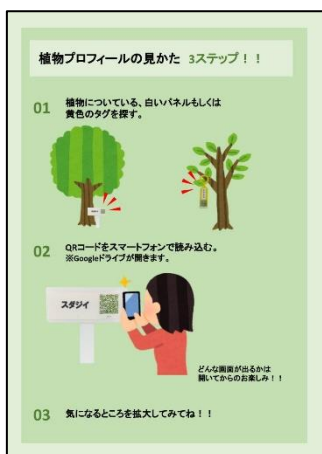 植物プロフィールの見かた 3ステップ！！
01 植物についている、白いパネルもしくは
黄色のタグを探す。
02 QRコードをスマートフォンで読み込む。
※Googleドライブが開きます。
スダジイ
どんな画面が出るかは
開いてからのお楽しみ！！
03 気になるところを拡大してみてね！！